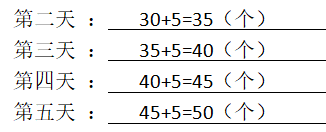 第二天 ： 30+5=35（个）
第三天 ： 35+5=40（个）
第四天 ： 40+5=45（个）
第五天 ： 45+5=50（个）